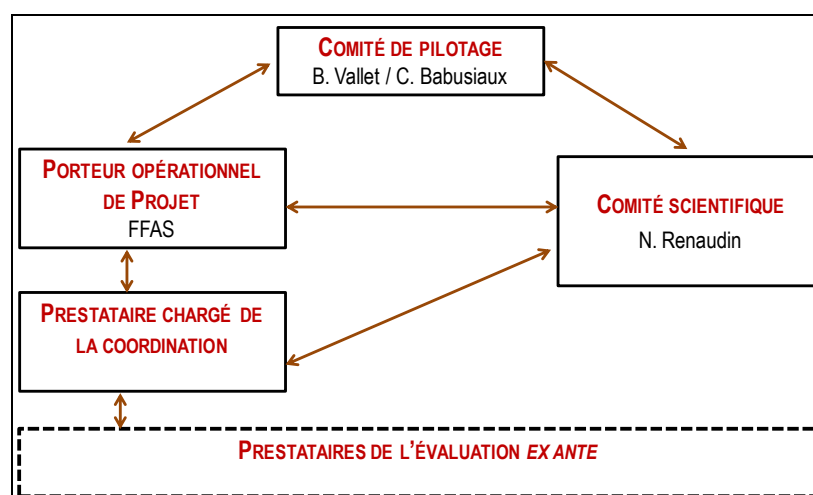 COMITÉ DE PILOTAGE
B. Vallet / C. Babusiaux
PORTEUR OPÉRATIONNEL
DE PROJET
FFAS
COMITÉ SCIENTIFIQUE
N. Renaudin
PRESTATAIRE CHARGÉ DE
LA COORDINATION
PRESTATAIRES DE L'ÉVALUATION EX ANTE